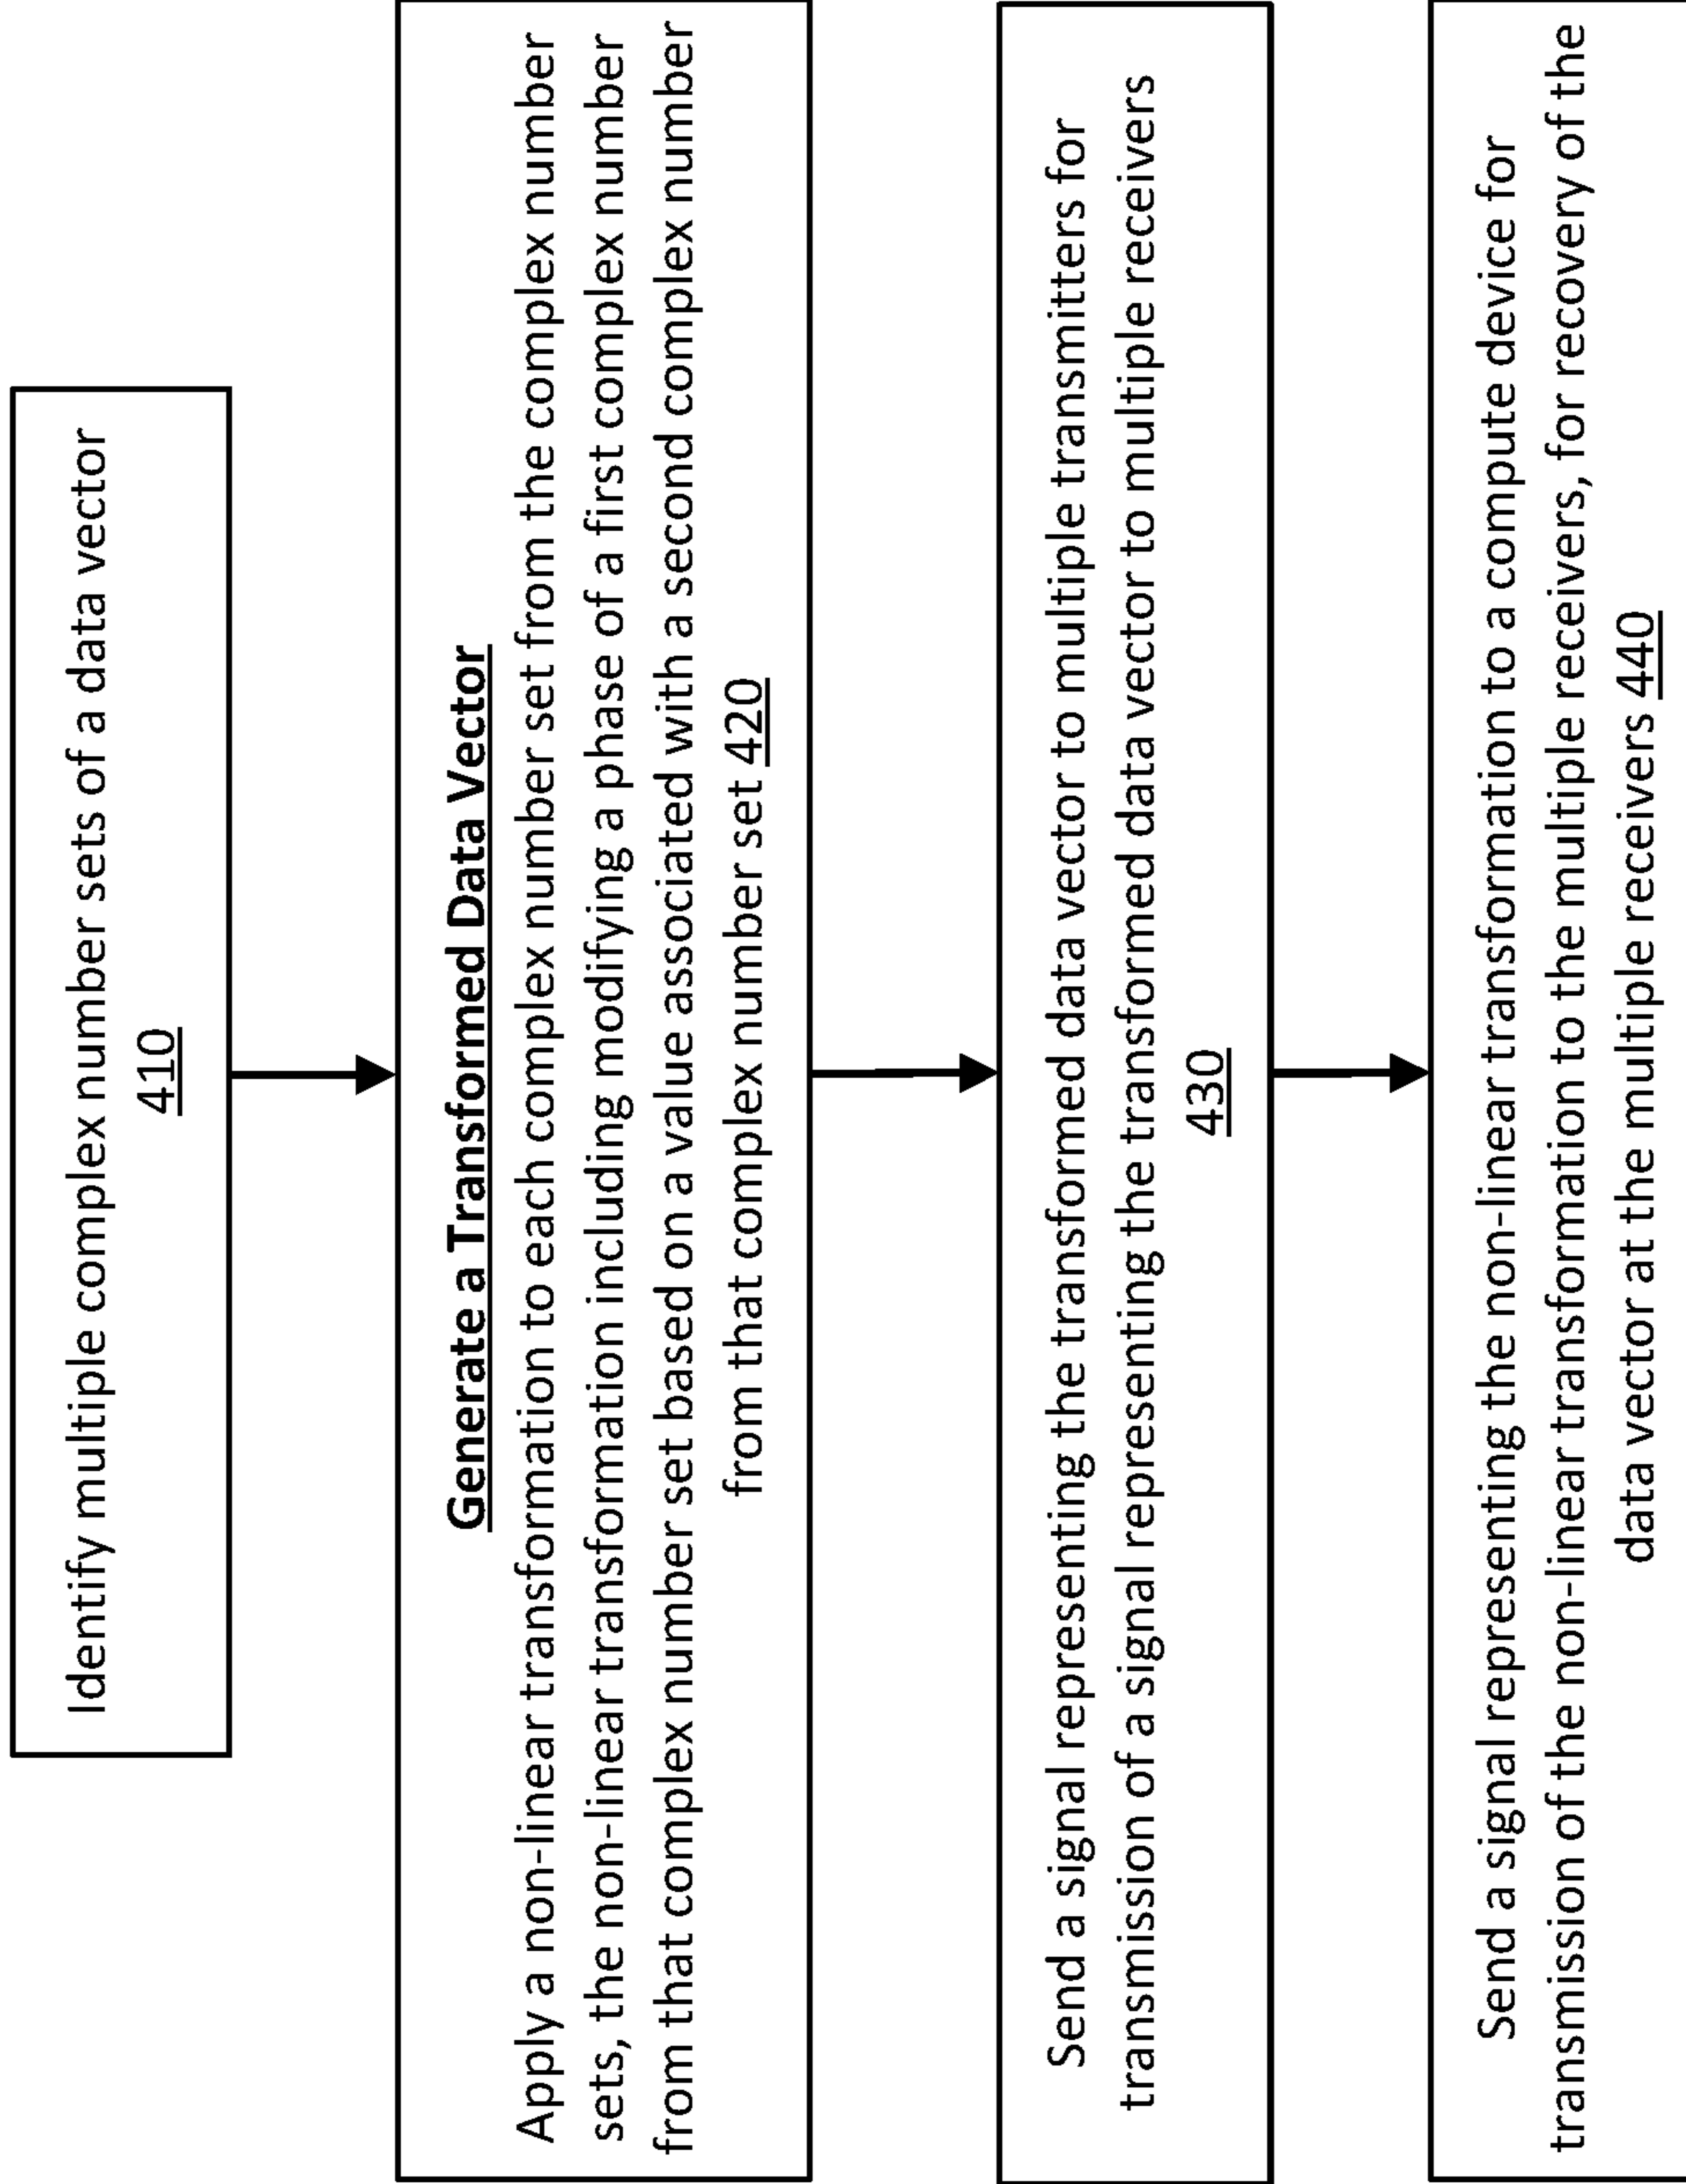 Identify multiple complex number sets of a data vector
410
Generate a Transformed Data Vector
Apply a non-linear transformation to each complex number set from the complex number
sets, the non-linear transformation including modifying a phase of a first complex number
from that complex number set based on a value associated with a second complex number
from that complex number set 420
Send a signal representing the transformed data vector to multiple transmitters for
transmission of a signal representing the transformed data vector to multiple receivers
430
Send a signal representing the non-linear transformation to a compute device for
transmission of the non-linear transformation to the multiple receivers, for recovery of the
data vector at the multiple receivers 440